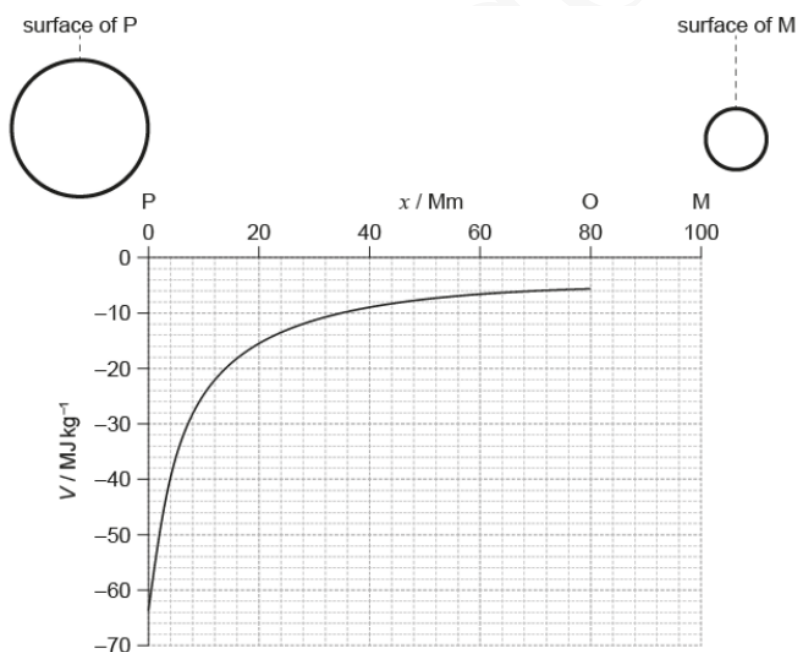 surface of P
surface of M
P
x / Mm
O
M
0
20
40
60
80
100
0
–10
–20
–30
–40
–50
–60
–70
V / MJ kg⁻¹